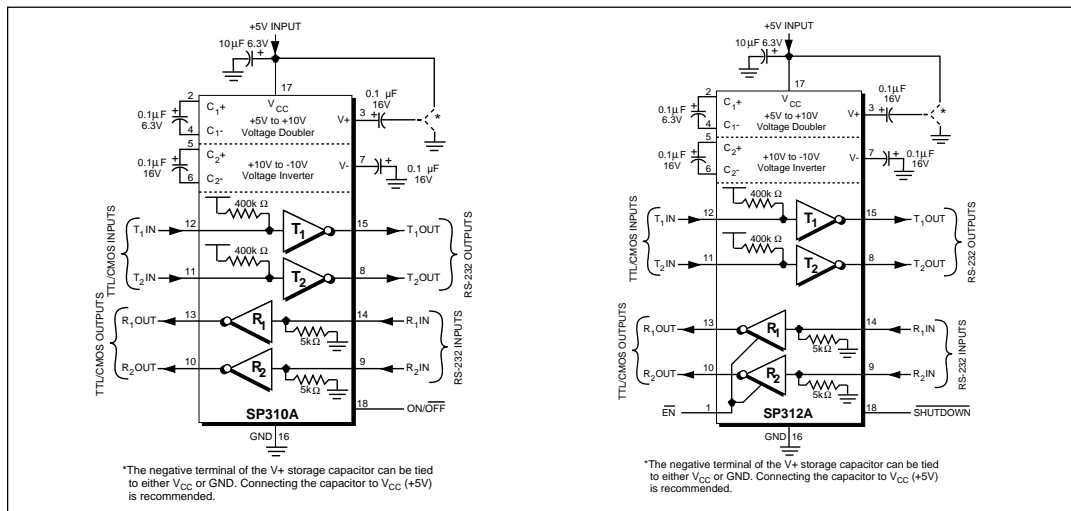 +5V INPUT
10 µF 6.3V
+
17
VCC
2
C1+
+5V to +10V
Voltage Doubler
0.1µF
6.3V
+
4
C1-
3
V+
0.1 µF
16V
+
*
5
C2+
+10V to -10V
Voltage Inverter
0.1µF
16V
+
6
C2-
7
V-
+
0.1 µF
16V
400k Ω
TTL/CMOS INPUTS
T1IN
12
T1
15
T1OUT
RS-232 OUTPUTS
400k Ω
T2IN
11
T2
8
T2OUT
TTL/CMOS OUTPUTS
R1OUT
13
R1
14
R1IN
RS-232 INPUTS
5kΩ
R2OUT
10
R2
9
R2IN
5kΩ
SP310A
18
ON/OFF
GND
16
*The negative terminal of the V+ storage capacitor can be tied
to either VCC or GND. Connecting the capacitor to VCC (+5V)
is recommended.
+5V INPUT
10µF 6.3V
+
17
VCC
2
C1+
+5V to +10V
Voltage Doubler
0.1µF
6.3V
+
4
C1-
3
V+
0.1µF
16V
+
*
5
C2+
+10V to -10V
Voltage Inverter
0.1µF
16V
+
6
C2-
7
V-
+
0.1µF
16V
400k Ω
TTL/CMOS INPUTS
T1IN
12
T1
15
T1OUT
RS-232 OUTPUTS
400k Ω
T2IN
11
T2
8
T2OUT
TTL/CMOS OUTPUTS
R1OUT
13
R1
14
R1IN
RS-232 INPUTS
5kΩ
R2OUT
10
R2
9
R2IN
5kΩ
EN
1
SP312A
18
SHUTDOWN
GND
16
*The negative terminal of the V+ storage capacitor can be tied
to either VCC or GND. Connecting the capacitor to VCC (+5V)
is recommended.